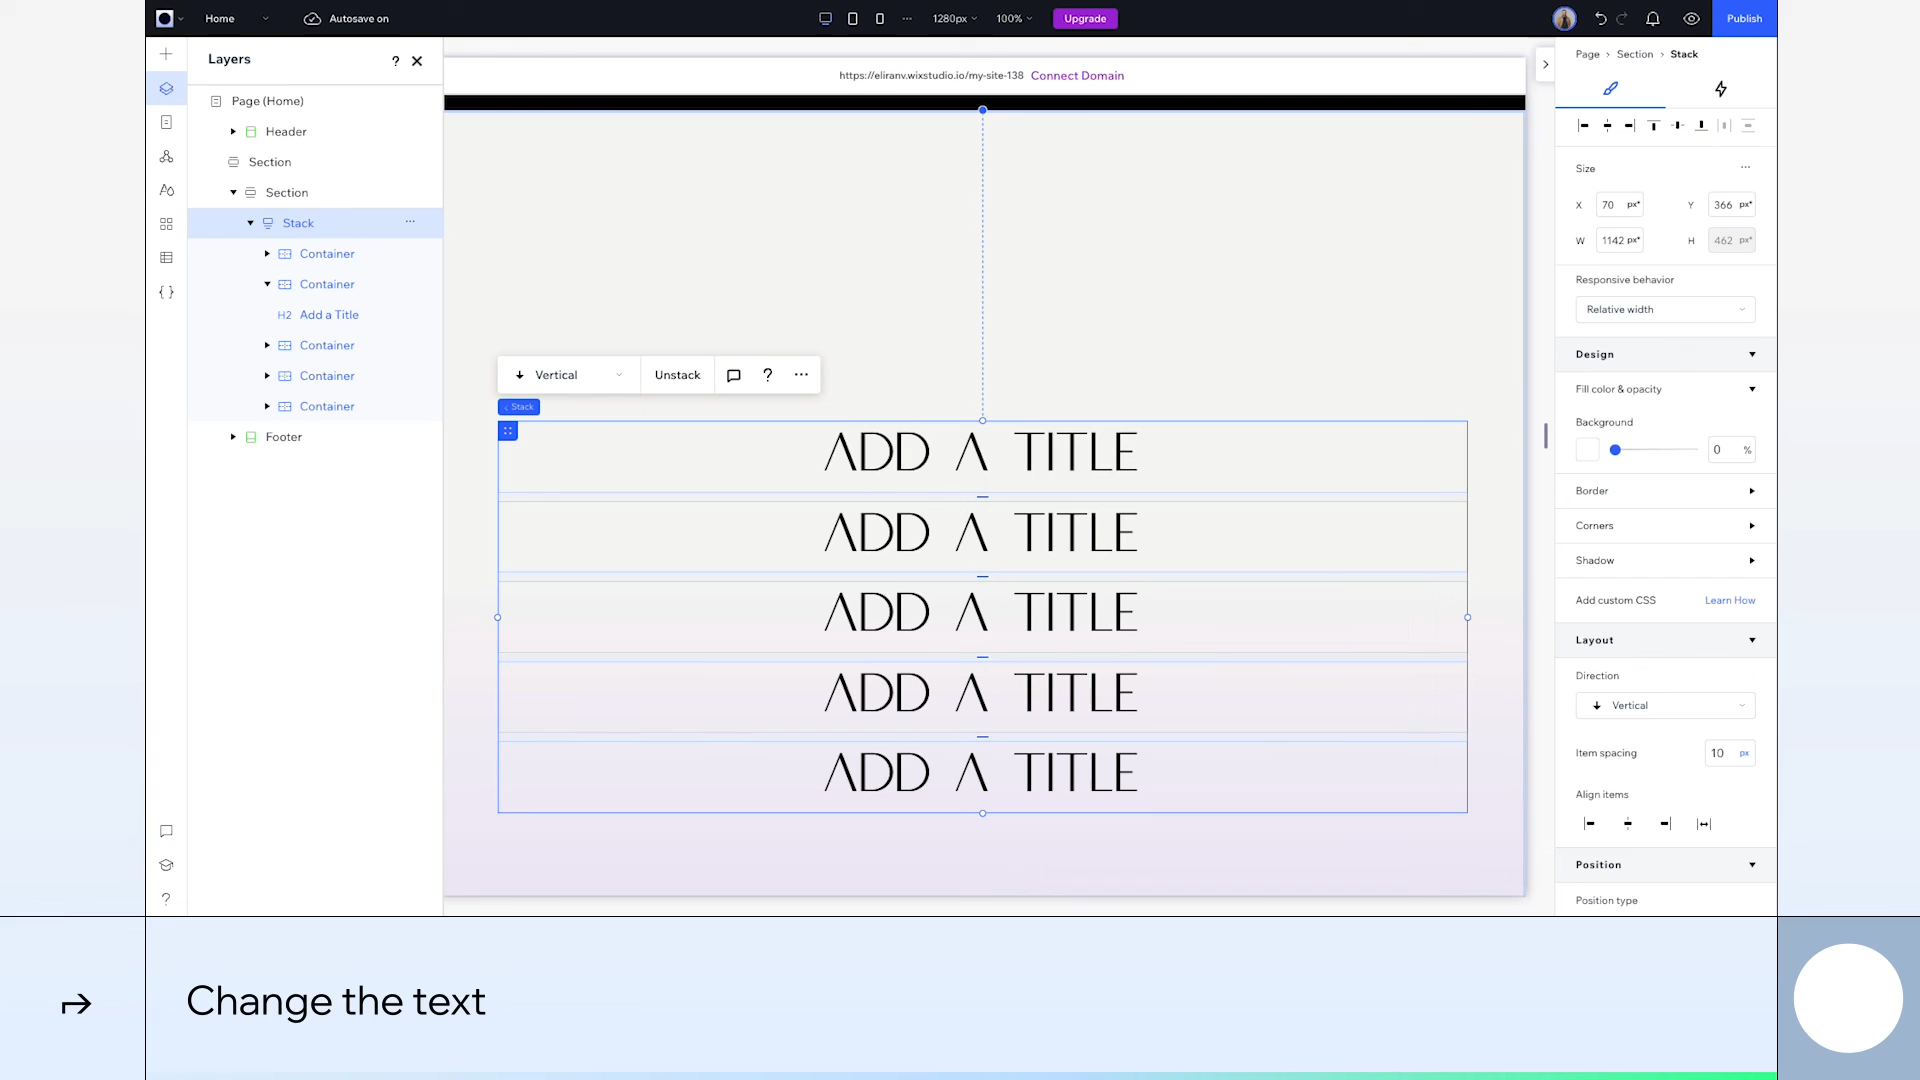 Home
Autosave on
1280px
100%
Upgrade
Publish
Layers
?
Page (Home)
Header
Section
Section
Stack
Container
Container
H2 Add a Title
Container
Container
Container
Footer
?
https://eliranv.wixstudio.io/my-site-138 Connect Domain
Vertical
Unstack
?
Stack
ADD A TITLE
ADD A TITLE
ADD A TITLE
ADD A TITLE
ADD A TITLE
Page > Section > Stack
Size
X 70 px* Y 366 px*
W 1142 px* H 462 px*
Responsive behavior
Relative width
Design
Fill color & opacity
Background
0 %
Border
Corners
Shadow
Add custom CSS Learn How
Layout
Direction
Vertical
Item spacing 10 px
Align items
Position
Position type
Change the text